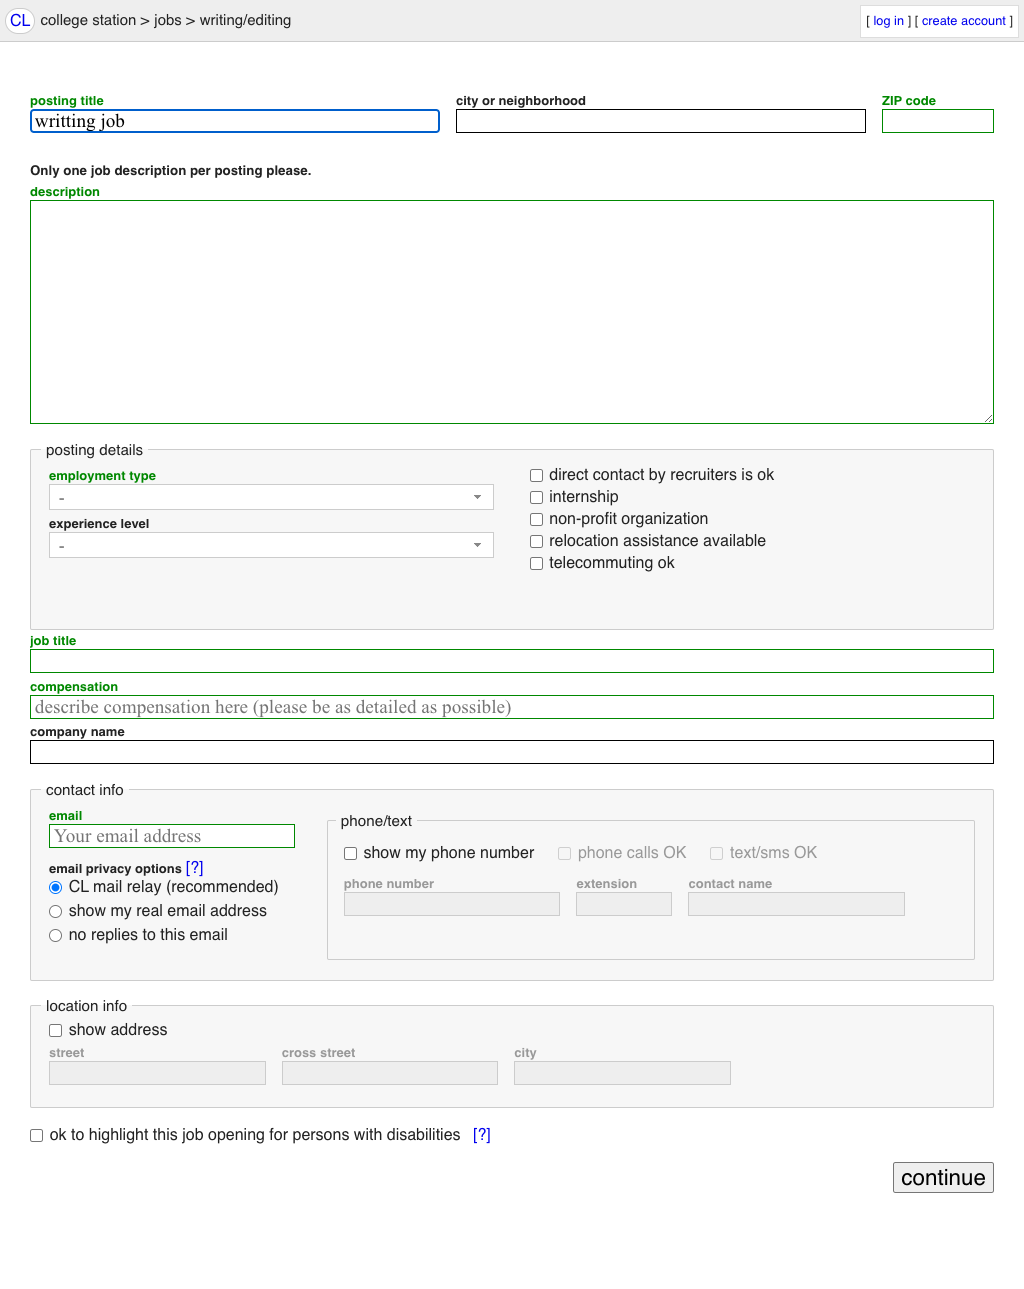 CL college station > jobs > writing/editing [ log in ] [ create account ]
posting title city or neighborhood ZIP code
writting job
Only one job description per posting please.
description
posting details
employment type
-
experience level
-
direct contact by recruiters is ok
internship
non-profit organization
relocation assistance available
telecommuting ok
job title
compensation
describe compensation here (please be as detailed as possible)
company name
contact info
email
Your email address
email privacy options [?]
CL mail relay (recommended)
show my real email address
no replies to this email
phone/text
show my phone number phone calls OK text/sms OK
phone number extension contact name
location info
show address
street cross street city
ok to highlight this job opening for persons with disabilities [?]
continue